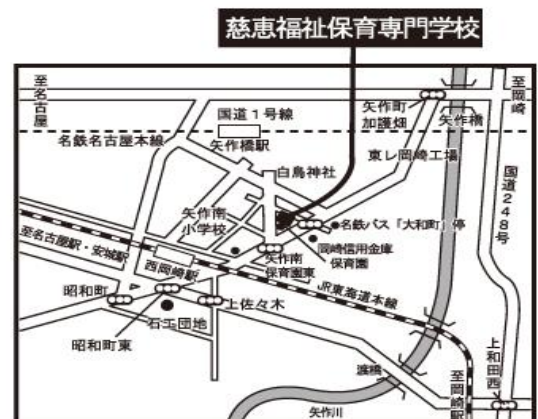 慈恵福祉保育専門学校
至名古屋
至岡崎
国道1号線
矢作町
加護畑
矢作橋
名鉄名古屋本線
矢作橋駅
東レ岡崎工場
白鳥神社
国道248号
矢作南
小学校
名鉄バス「大和町」停
岡崎信用金庫
保育園
矢作南
保育園東
至名古屋駅・安城駅
西岡崎駅
JR東海道本線
昭和町
上佐々木
石工団地
昭和町東
渡橋
上和田西
至岡崎駅
矢作川